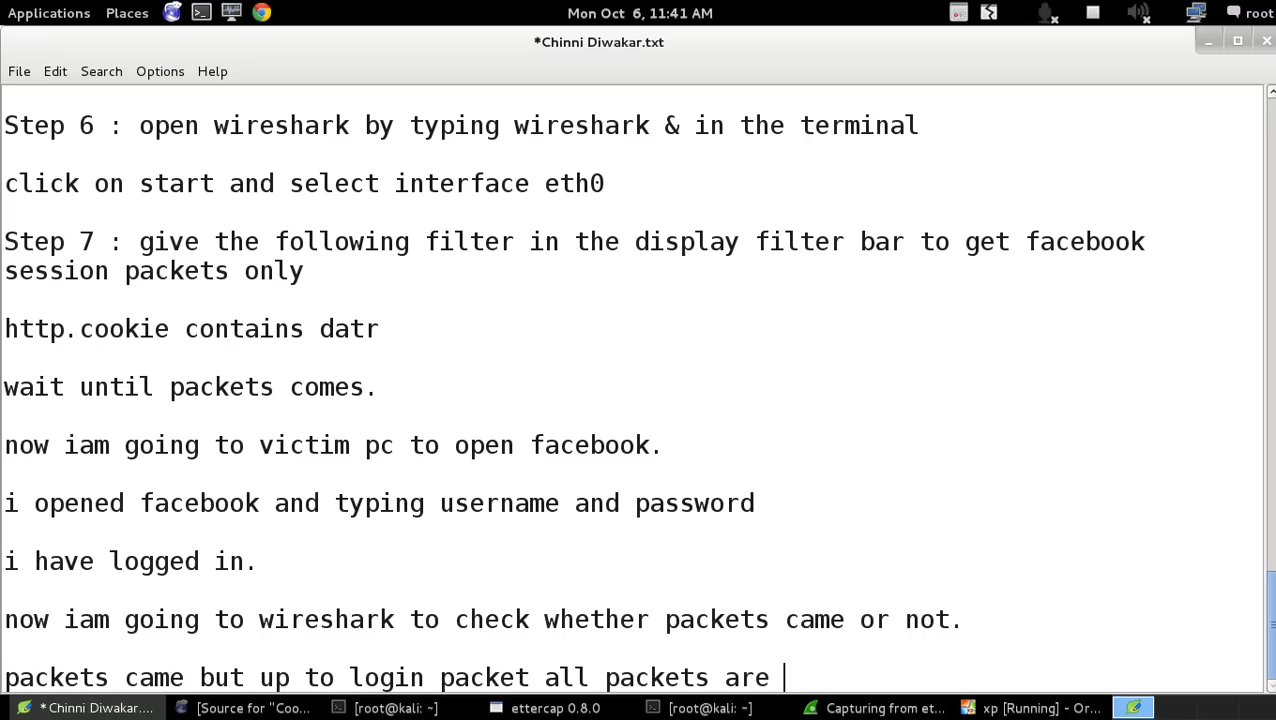 Applications Places Mon Oct 6, 11:41 AM root
*Chinni Diwakar.txt
File Edit Search Options Help
Step 6 : open wireshark by typing wireshark & in the terminal
click on start and select interface eth0
Step 7 : give the following filter in the display filter bar to get facebook
session packets only
http.cookie contains datr
wait until packets comes.
now iam going to victim pc to open facebook.
i opened facebook and typing username and password
i have logged in.
now iam going to wireshark to check whether packets came or not.
packets came but up to login packet all packets are
*Chinni Diwakar.... [Source for "Coo... [root@kali: ~] ettercap 0.8.0 [root@kali: ~] Capturing from et... xp [Running] - Or...